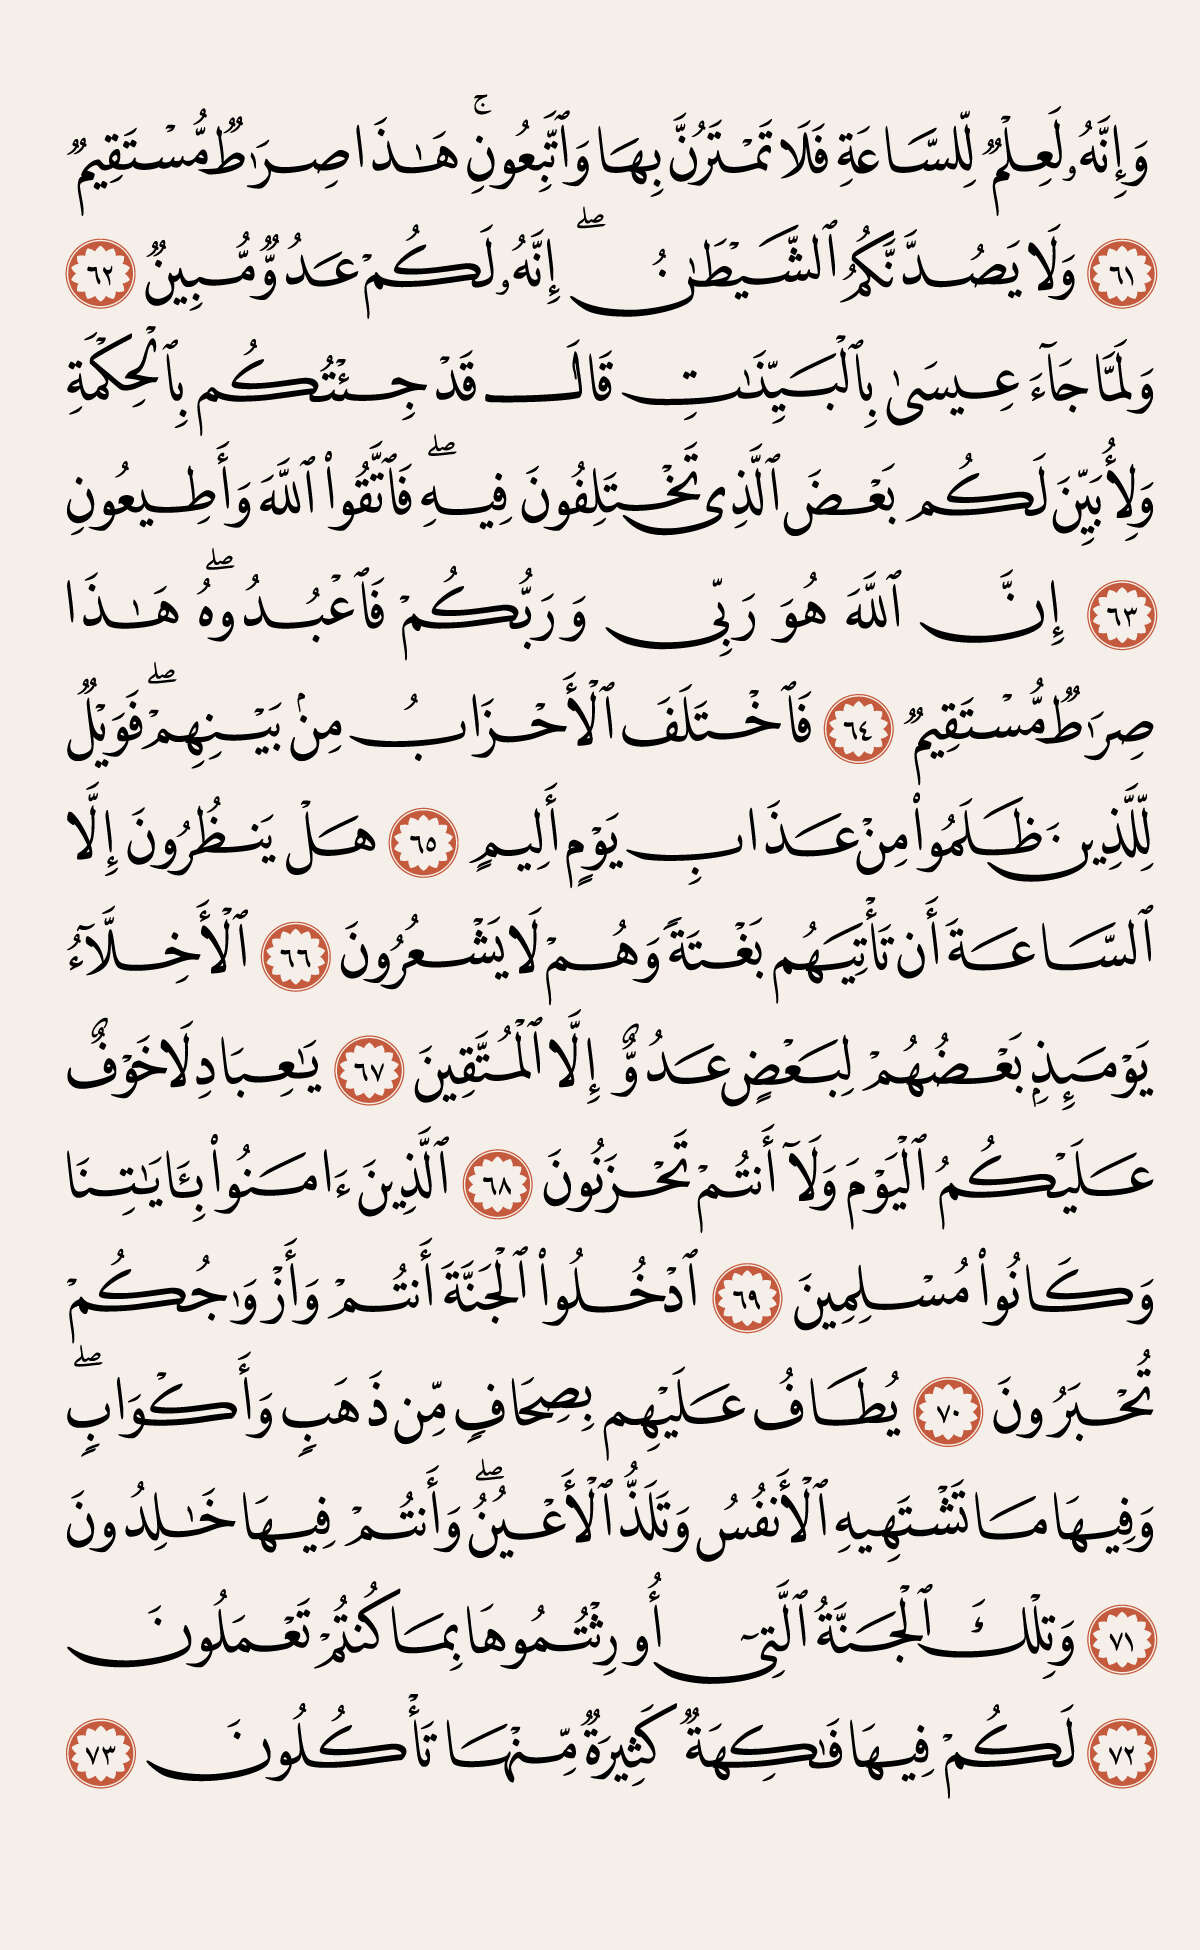 وَإِنَّهُۥ لَعِلْمٌۭ لِّلسَّاعَةِ فَلَا تَمْتَرُنَّ بِهَا وَٱتَّبِعُونِ ۚ هَـٰذَا صِرَٰطٌۭ مُّسْتَقِيمٌۭ
٦١ وَلَا يَصُدَّنَّكُمُ ٱلشَّيْطَـٰنُ ۖ إِنَّهُۥ لَكُمْ عَدُوٌّۭ مُّبِينٌۭ ٦٢
وَلَمَّا جَآءَ عِيسَىٰ بِٱلْبَيِّنَـٰتِ قَالَ قَدْ جِئْتُكُم بِٱلْحِكْمَةِ
وَلِأُبَيِّنَ لَكُم بَعْضَ ٱلَّذِى تَخْتَلِفُونَ فِيهِ ۖ فَٱتَّقُوا۟ ٱللَّهَ وَأَطِيعُونِ
٦٣ إِنَّ ٱللَّهَ هُوَ رَبِّى وَرَبُّكُمْ فَٱعْبُدُوهُ ۖ هَـٰذَا
صِرَٰطٌۭ مُّسْتَقِيمٌۭ ٦٤ فَٱخْتَلَفَ ٱلْأَحْزَابُ مِنۢ بَيْنِهِمْ ۖ فَوَيْلٌۭ
لِّلَّذِينَ ظَلَمُوا۟ مِنْ عَذَابِ يَوْمٍ أَلِيمٍ ٦٥ هَلْ يَنظُرُونَ إِلَّا
ٱلسَّاعَةَ أَن تَأْتِيَهُم بَغْتَةًۭ وَهُمْ لَا يَشْعُرُونَ ٦٦ ٱلْأَخِلَّآءُ
يَوْمَئِذٍۭ بَعْضُهُمْ لِبَعْضٍ عَدُوٌّ إِلَّا ٱلْمُتَّقِينَ ٦٧ يَـٰعِبَادِ لَا خَوْفٌ
عَلَيْكُمُ ٱلْيَوْمَ وَلَآ أَنتُمْ تَحْزَنُونَ ٦٨ ٱلَّذِينَ ءَامَنُوا۟ بِـَٔايَـٰتِنَا
وَكَانُوا۟ مُسْلِمِينَ ٦٩ ٱدْخُلُوا۟ ٱلْجَنَّةَ أَنتُمْ وَأَزْوَٰجُكُمْ
تُحْبَرُونَ ٧٠ يُطَافُ عَلَيْهِم بِصِحَافٍۢ مِّن ذَهَبٍۢ وَأَكْوَابٍۢ ۖ
وَفِيهَا مَا تَشْتَهِيهِ ٱلْأَنفُسُ وَتَلَذُّ ٱلْأَعْيُنُ ۖ وَأَنتُمْ فِيهَا خَـٰلِدُونَ
٧١ وَتِلْكَ ٱلْجَنَّةُ ٱلَّتِىٓ أُورِثْتُمُوهَا بِمَا كُنتُمْ تَعْمَلُونَ
٧٢ لَكُمْ فِيهَا فَـٰكِهَةٌۭ كَثِيرَةٌۭ مِّنْهَا تَأْكُلُونَ ٧٣